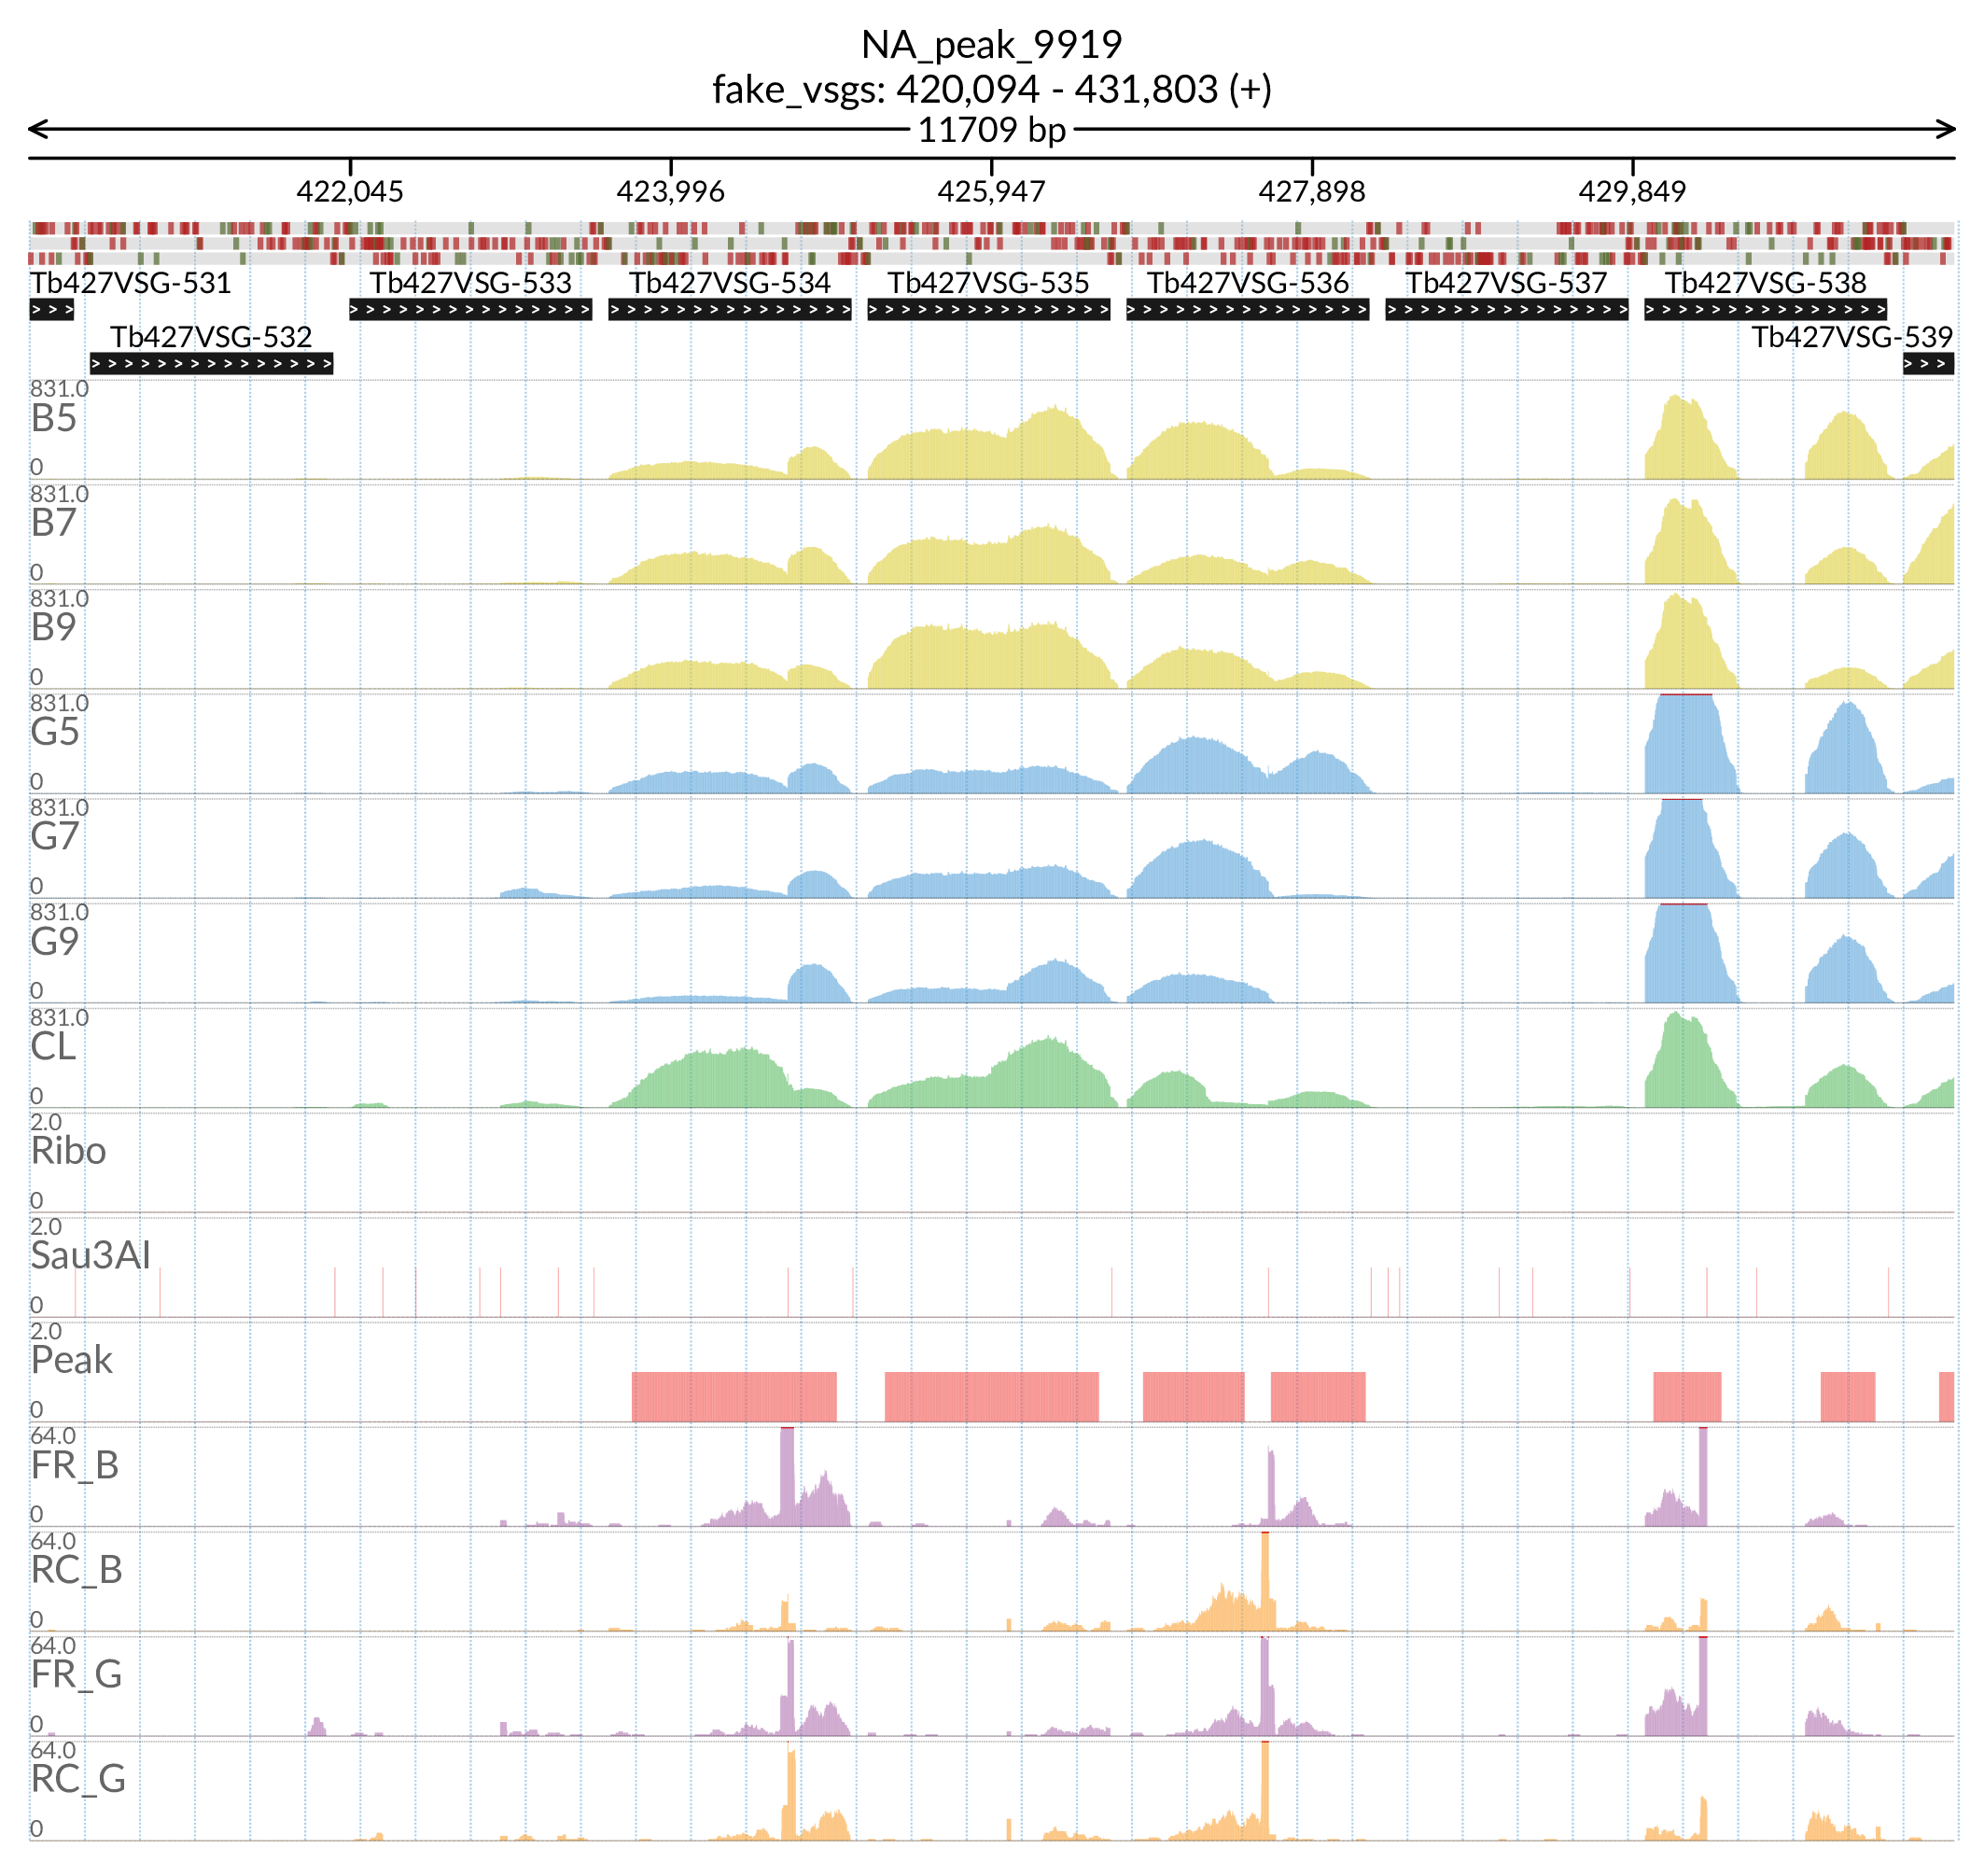 NA_peak_9919
fake_vsgs: 420,094 - 431,803 (+)
11709 bp
422,045 423,996 425,947 427,898 429,849
Tb427VSG-531 Tb427VSG-533 Tb427VSG-534 Tb427VSG-535 Tb427VSG-536 Tb427VSG-537 Tb427VSG-538
Tb427VSG-532 Tb427VSG-539
831.0
B5
0
831.0
B7
0
831.0
B9
0
831.0
G5
0
831.0
G7
0
831.0
G9
0
831.0
CL
0
2.0
Ribo
0
2.0
Sau3AI
0
2.0
Peak
0
64.0
FR_B
0
64.0
RC_B
0
64.0
FR_G
0
64.0
RC_G
0